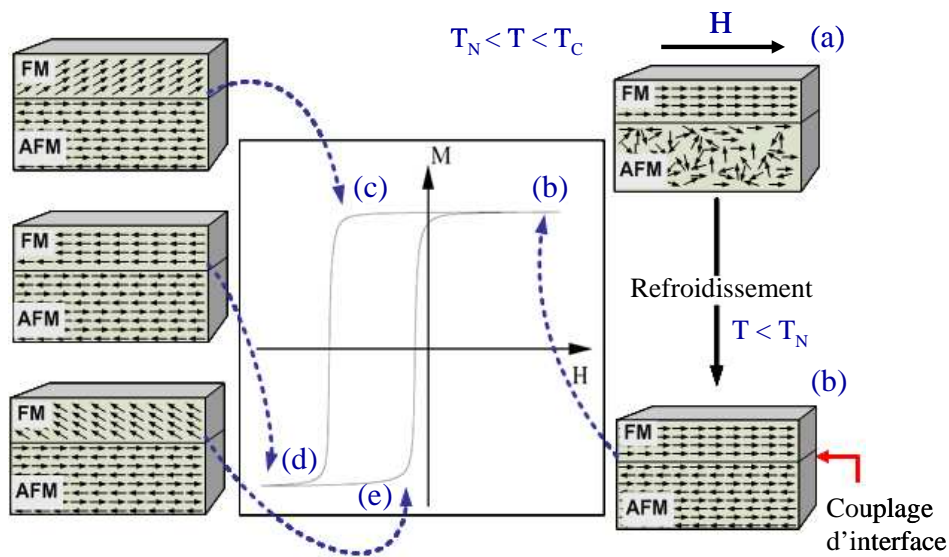 T_N < T < T_C
H
(a)
FM
AFM
FM
AFM
M
(c)
(b)
Refroidissement
T < T_N
FM
AFM
H
(b)
(d)
(e)
FM
AFM
FM
AFM
Couplage
d'interface